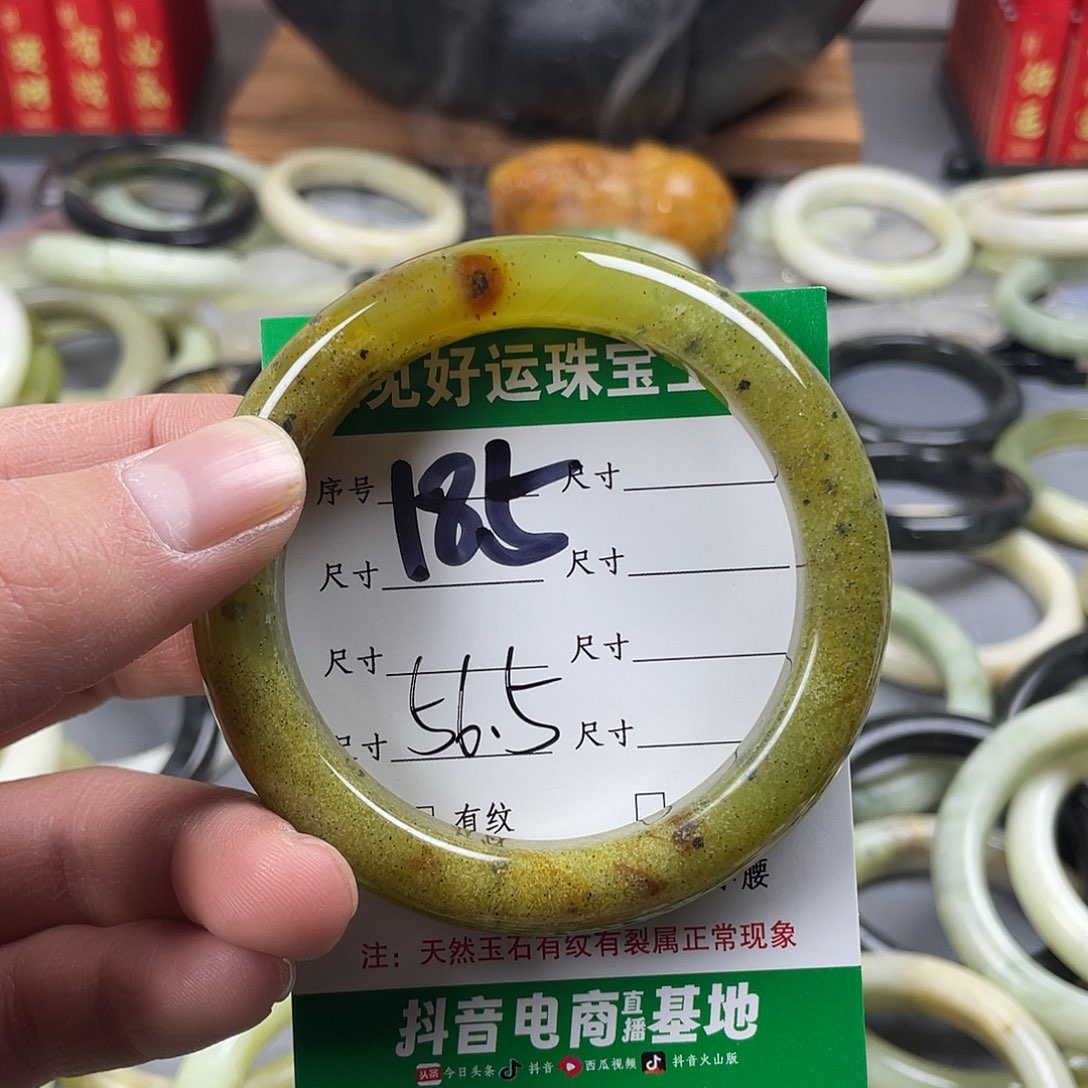 好运珠宝
序号 185 尺寸
尺寸 尺寸
尺寸 尺寸
尺寸 56.5 尺寸
有纹
腰
注：天然玉石有纹有裂属正常现象
抖音电商直播基地
头条 今日头条 抖音 西瓜视频 抖音火山版
好运